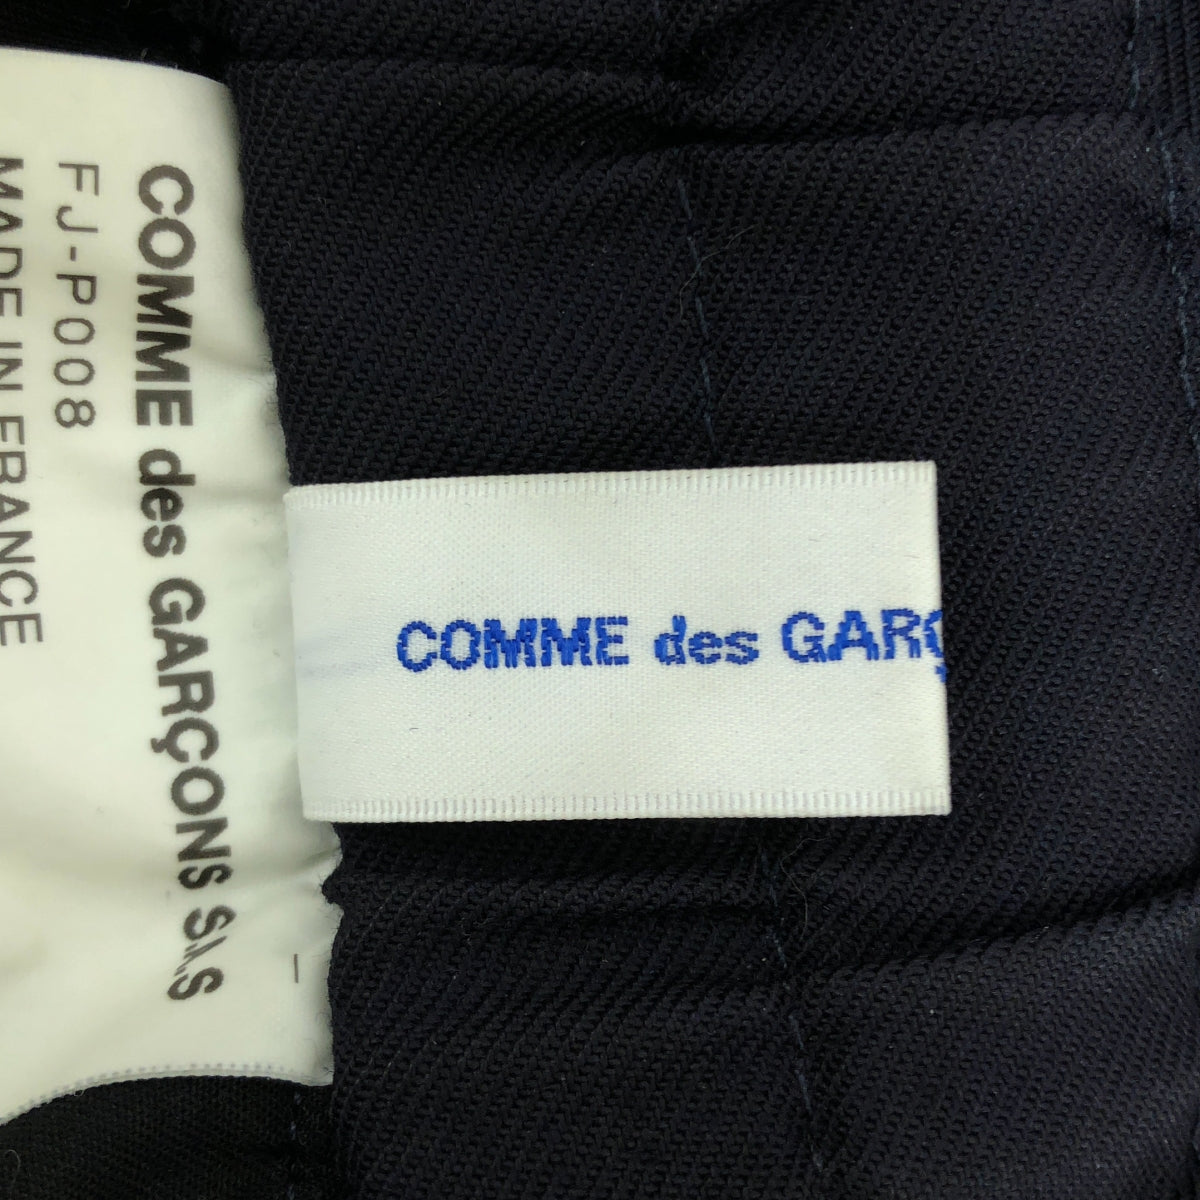 COMME des GARÇONS S.A.S
FJ-P008
MADE IN FRANCE
COMME des GARÇ